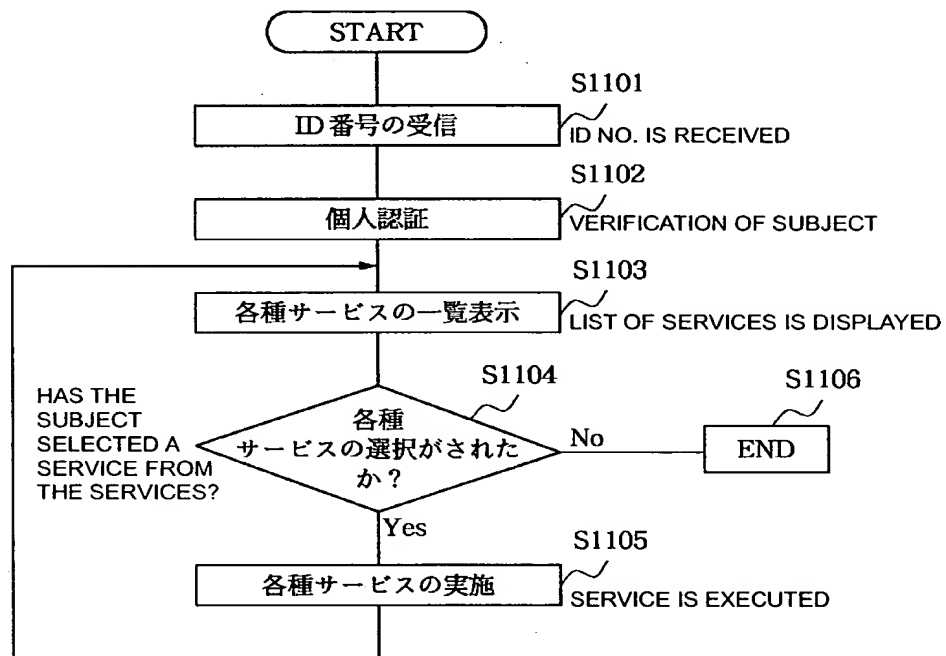 START
S1101
ID番号の受信
ID NO. IS RECEIVED
S1102
個人認証
VERIFICATION OF SUBJECT
S1103
各種サービスの一覧表示
LIST OF SERVICES IS DISPLAYED
S1104
S1106
HAS THE
SUBJECT
SELECTED A
SERVICE FROM
THE SERVICES?
各種
サービスの選択がされた
か?
No
END
Yes
S1105
各種サービスの実施
SERVICE IS EXECUTED